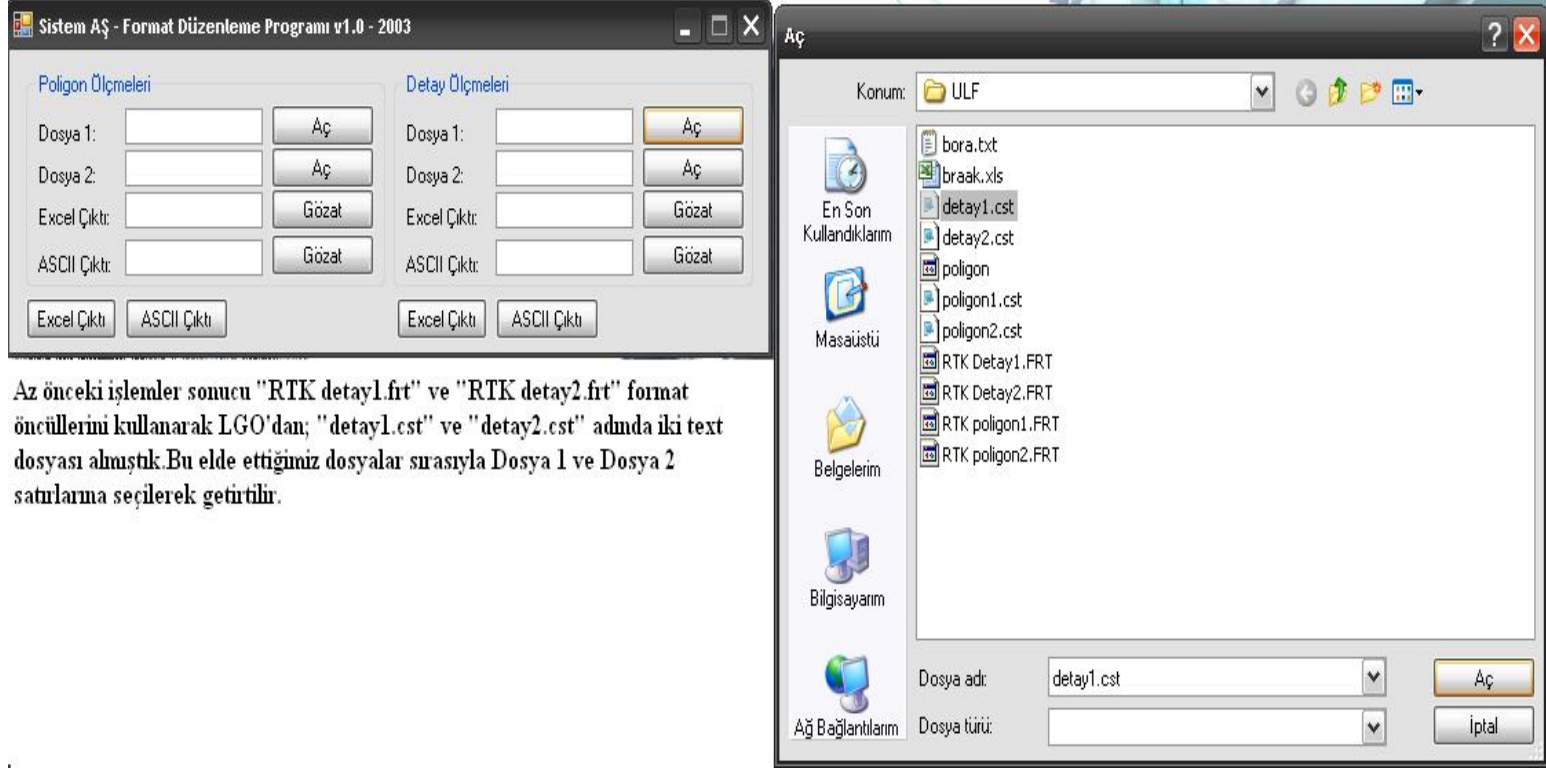 Sistem AŞ - Format Düzenleme Programı v1.0 - 2003
Poligon Ölçmeleri
Dosya 1:
Aç
Dosya 2:
Aç
Excel Çıktı:
Gözat
ASCII Çıktı:
Gözat
Excel Çıktı
ASCII Çıktı
Detay Ölçmeleri
Dosya 1:
Aç
Dosya 2:
Aç
Excel Çıktı:
Gözat
ASCII Çıktı:
Gözat
Excel Çıktı
ASCII Çıktı
Az önceki işlemler sonucu "RTK detay1.frt" ve "RTK detay2.frt" format
öncüllerini kullanarak LGO'dan; "detay1.cst" ve "detay2.cst" adında iki text
dosyası almıştık.Bu elde ettiğimiz dosyalar sırasıyla Dosya 1 ve Dosya 2
satırlarına seçilerek getirtilir.
Aç
Konum:
ULF
En Son
Kullandıklarım
Masaüstü
Belgelerim
Bilgisayarım
Ağ Bağlantılarım
bora.txt
braak.xls
detay1.cst
detay2.cst
poligon
poligon1.cst
poligon2.cst
RTK Detay1.FRT
RTK Detay2.FRT
RTK poligon1.FRT
RTK poligon2.FRT
Dosya adı:
detay1.cst
Aç
Dosya türü:
İptal